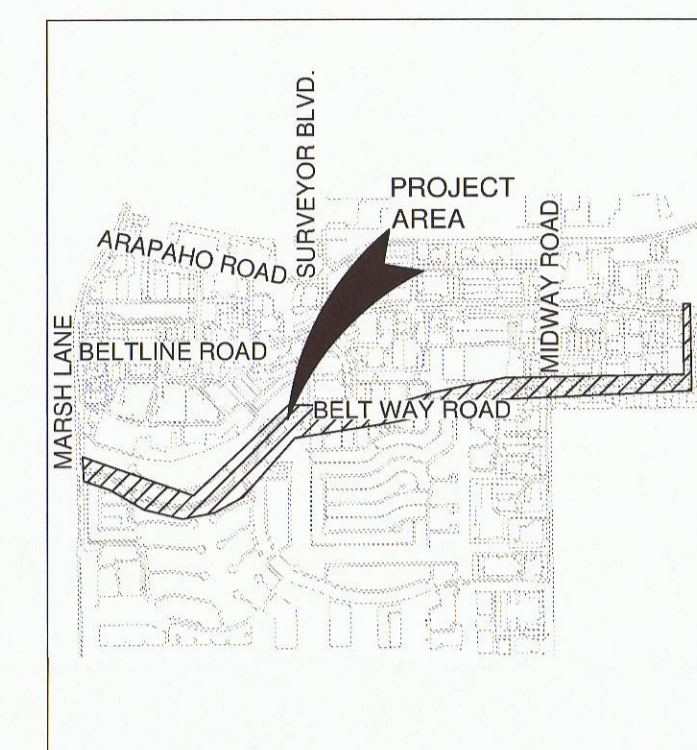 SURVEYOR BLVD.
PROJECT
AREA
ARAPAHO ROAD
MIDWAY ROAD
MARSH LANE
BELTLINE ROAD
BELT WAY ROAD